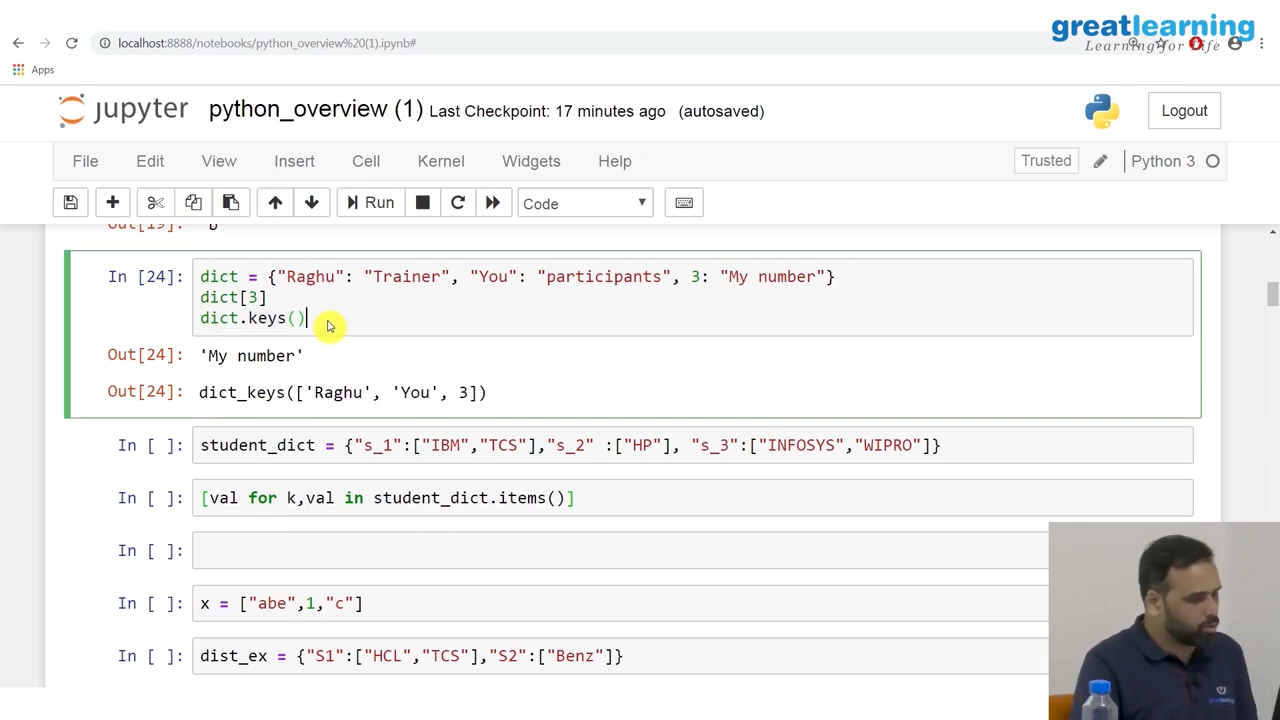 greatlearning
Learning for Life
localhost:8888/notebooks/python_overview%20(1).ipynb#
Apps
jupyter python_overview (1) Last Checkpoint: 17 minutes ago (autosaved)
Logout
File Edit View Insert Cell Kernel Widgets Help
Trusted Python 3
Run Code
Out[19]:
In [24]: dict = {"Raghu": "Trainer", "You": "participants", 3: "My number"}
dict[3]
dict.keys()
Out[24]: 'My number'
Out[24]: dict_keys(['Raghu', 'You', 3])
In [ ]: student_dict = {"s_1":["IBM","TCS"],"s_2" :["HP"], "s_3":["INFOSYS","WIPRO"]}
In [ ]: [val for k,val in student_dict.items()]
In [ ]:
In [ ]: x = ["abe",1,"c"]
In [ ]: dist_ex = {"S1":["HCL","TCS"],"S2":["Benz"]}
greatlearning